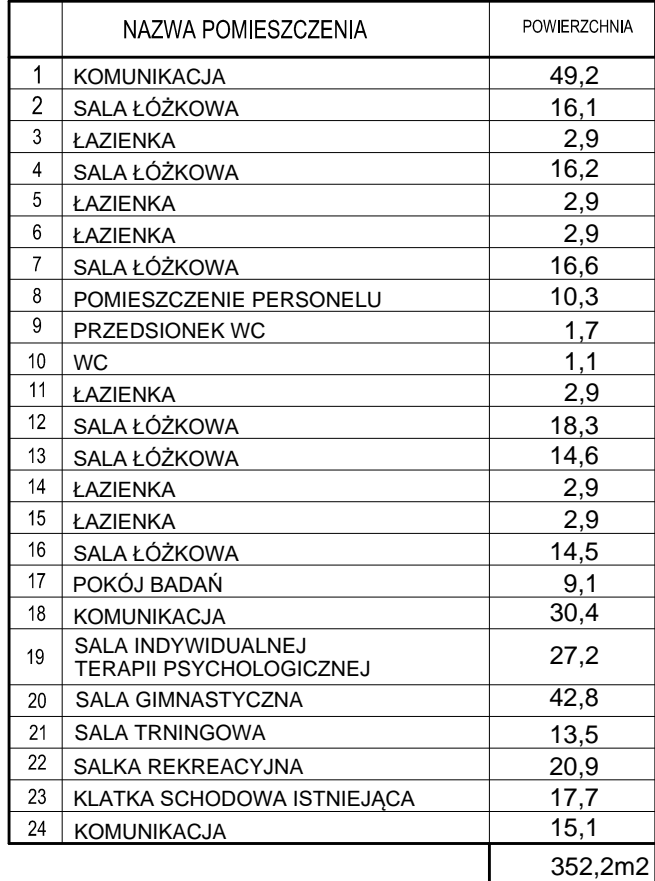 NAZWA POMIESZCZENIA POWIERZCHNIA
1 KOMUNIKACJA 49,2
2 SALA ŁÓŻKOWA 16,1
3 ŁAZIENKA 2,9
4 SALA ŁÓŻKOWA 16,2
5 ŁAZIENKA 2,9
6 ŁAZIENKA 2,9
7 SALA ŁÓŻKOWA 16,6
8 POMIESZCZENIE PERSONELU 10,3
9 PRZEDSIONEK WC 1,7
10 WC 1,1
11 ŁAZIENKA 2,9
12 SALA ŁÓŻKOWA 18,3
13 SALA ŁÓŻKOWA 14,6
14 ŁAZIENKA 2,9
15 ŁAZIENKA 2,9
16 SALA ŁÓŻKOWA 14,5
17 POKÓJ BADAŃ 9,1
18 KOMUNIKACJA 30,4
19 SALA INDYWIDUALNEJ
TERAPII PSYCHOLOGICZNEJ 27,2
20 SALA GIMNASTYCZNA 42,8
21 SALA TRNINGOWA 13,5
22 SALKA REKREACYJNA 20,9
23 KLATKA SCHODOWA ISTNIEJĄCA 17,7
24 KOMUNIKACJA 15,1
352,2m2